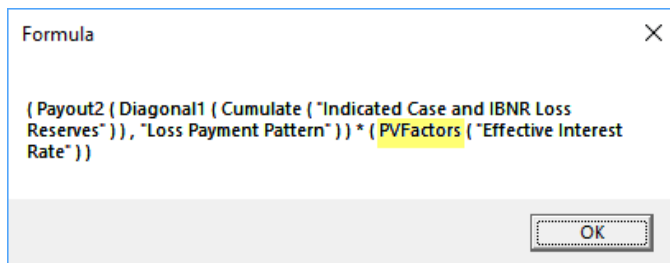 Formula
( Payout2 ( Diagonal1 ( Cumulate ( "Indicated Case and IBNR Loss
Reserves" ) ) , "Loss Payment Pattern" ) ) * ( PVFactors ( "Effective Interest
Rate" ) )
OK